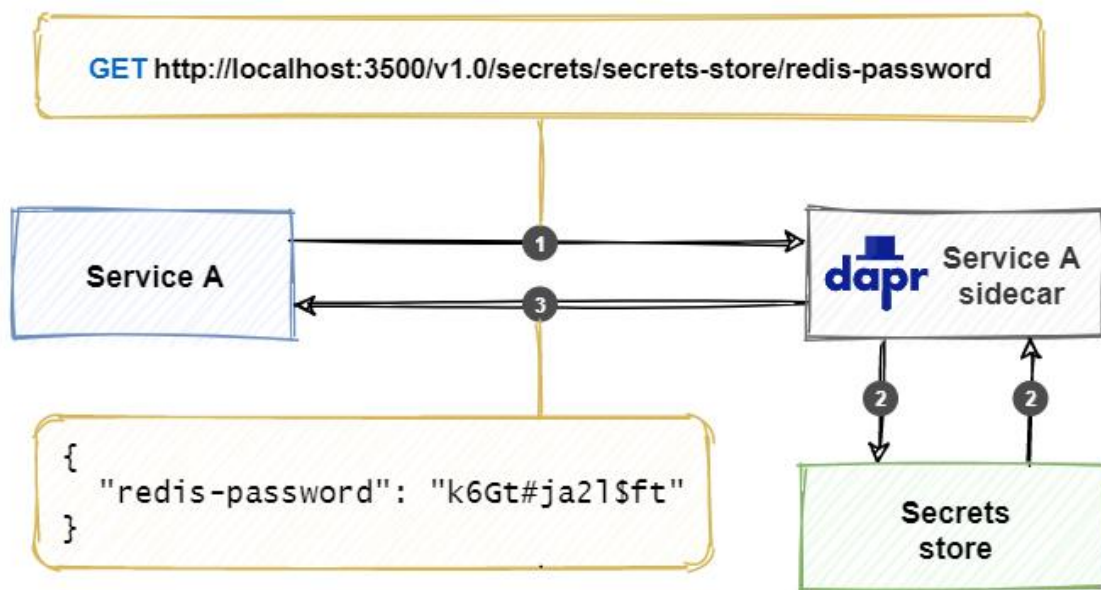 GET http://localhost:3500/v1.0/secrets/secrets-store/redis-password
Service A
1
3
dapr
Service A
sidecar
2
2
{
"redis-password": "k6Gt#ja2l$ft"
}
Secrets
store